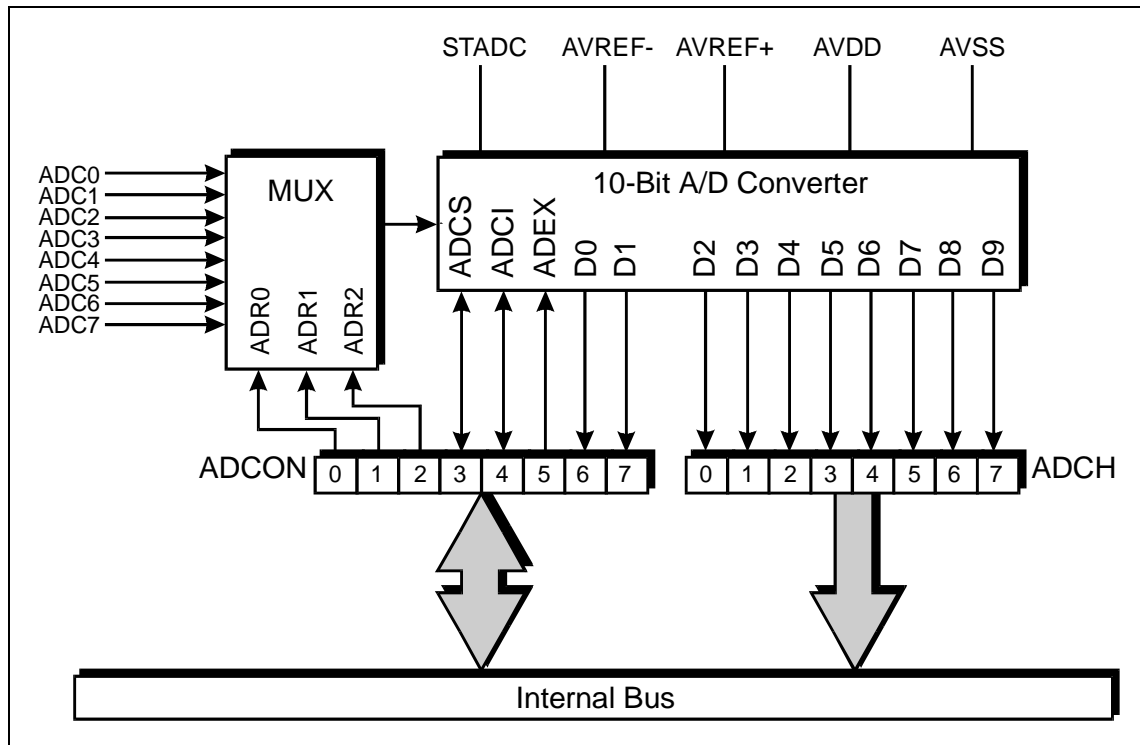 STADC AVREF- AVREF+ AVDD AVSS
10-Bit A/D Converter
MUX
ADC0
ADC1
ADC2
ADC3
ADC4
ADC5
ADC6
ADC7
ADR0 ADR1 ADR2
ADCS ADCI ADEX D0 D1 D2 D3 D4 D5 D6 D7 D8 D9
ADCON 0 1 2 3 4 5 6 7
0 1 2 3 4 5 6 7 ADCH
Internal Bus